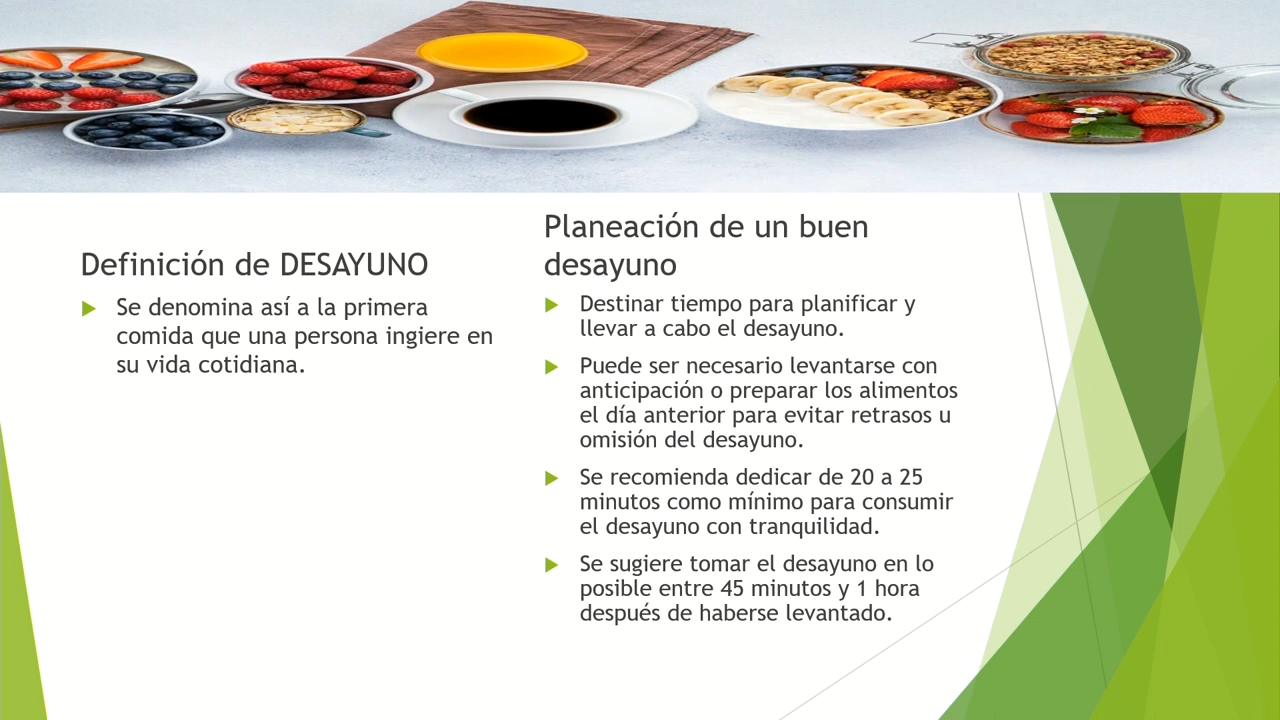 Definición de DESAYUNO
Se denomina así a la primera
comida que una persona ingiere en
su vida cotidiana.
Planeación de un buen
desayuno
Destinar tiempo para planificar y
llevar a cabo el desayuno.
Puede ser necesario levantarse con
anticipación o preparar los alimentos
el día anterior para evitar retrasos u
omisión del desayuno.
Se recomienda dedicar de 20 a 25
minutos como mínimo para consumir
el desayuno con tranquilidad.
Se sugiere tomar el desayuno en lo
posible entre 45 minutos y 1 hora
después de haberse levantado.